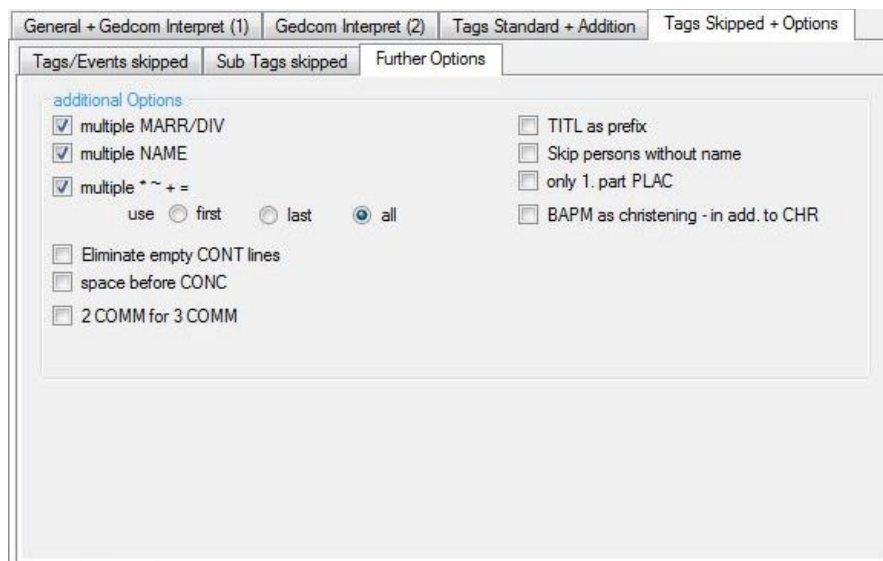 General + Gedcom Interpret (1) Gedcom Interpret (2) Tags Standard + Addition Tags Skipped + Options
Tags/Events skipped Sub Tags skipped Further Options
additional Options
multiple MARR/DIV
multiple NAME
multiple * ~ + =
use first last all
Eliminate empty CONT lines
space before CONC
2 COMM for 3 COMM
TITL as prefix
Skip persons without name
only 1. part PLAC
BAPM as christening - in add. to CHR